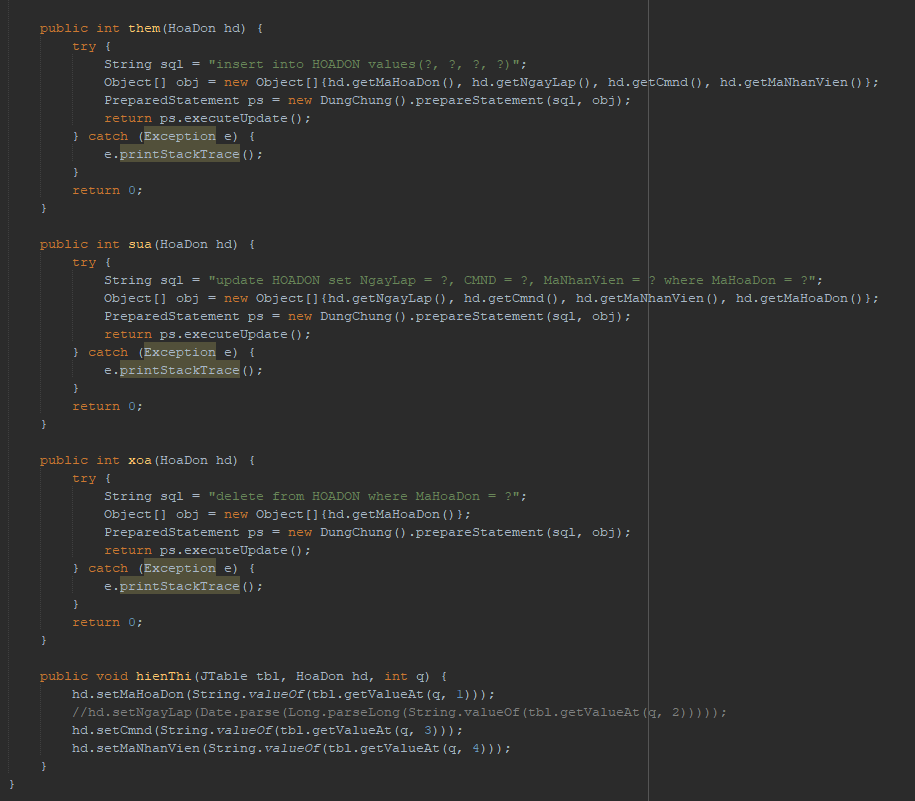 public int them(HoaDon hd) {
try {
String sql = "insert into HOADON values(?, ?, ?, ?)";
Object[] obj = new Object[]{hd.getMaHoaDon(), hd.getNgayLap(), hd.getCmnd(), hd.getMaNhanVien()};
PreparedStatement ps = new DungChung().prepareStatement(sql, obj);
return ps.executeUpdate();
} catch (Exception e) {
e.printStackTrace();
}
return 0;
}
public int sua(HoaDon hd) {
try {
String sql = "update HOADON set NgayLap = ?, CMND = ?, MaNhanVien = ? where MaHoaDon = ?";
Object[] obj = new Object[]{hd.getNgayLap(), hd.getCmnd(), hd.getMaNhanVien(), hd.getMaHoaDon()};
PreparedStatement ps = new DungChung().prepareStatement(sql, obj);
return ps.executeUpdate();
} catch (Exception e) {
e.printStackTrace();
}
return 0;
}
public int xoa(HoaDon hd) {
try {
String sql = "delete from HOADON where MaHoaDon = ?";
Object[] obj = new Object[]{hd.getMaHoaDon()};
PreparedStatement ps = new DungChung().prepareStatement(sql, obj);
return ps.executeUpdate();
} catch (Exception e) {
e.printStackTrace();
}
return 0;
}
public void hienThi(JTable tbl, HoaDon hd, int q) {
hd.setMaHoaDon(String.valueOf(tbl.getValueAt(q, 1)));
//hd.setNgayLap(Date.parse(Long.parseLong(String.valueOf(tbl.getValueAt(q, 2)))));
hd.setCmnd(String.valueOf(tbl.getValueAt(q, 3)));
hd.setMaNhanVien(String.valueOf(tbl.getValueAt(q, 4)));
}
}